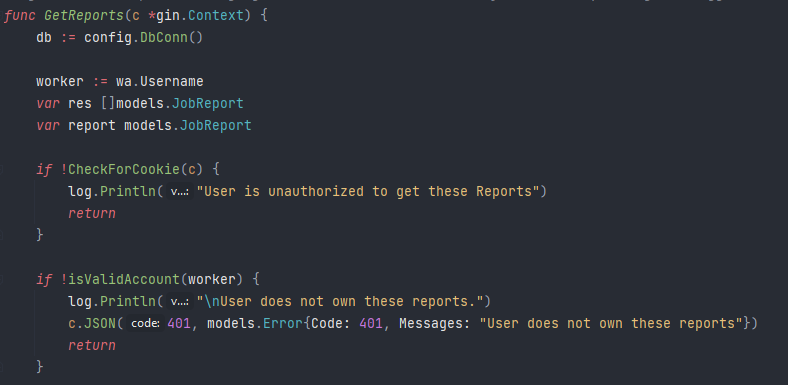 func GetReports(c *gin.Context) {
db := config.DbConn()
worker := wa.Username
var res []models.JobReport
var report models.JobReport
if !CheckForCookie(c) {
log.Println( v...: "User is unauthorized to get these Reports")
return
}
if !isValidAccount(worker) {
log.Println( v...: "\nUser does not own these reports.")
c.JSON( code: 401, models.Error{Code: 401, Messages: "User does not own these reports"})
return
}